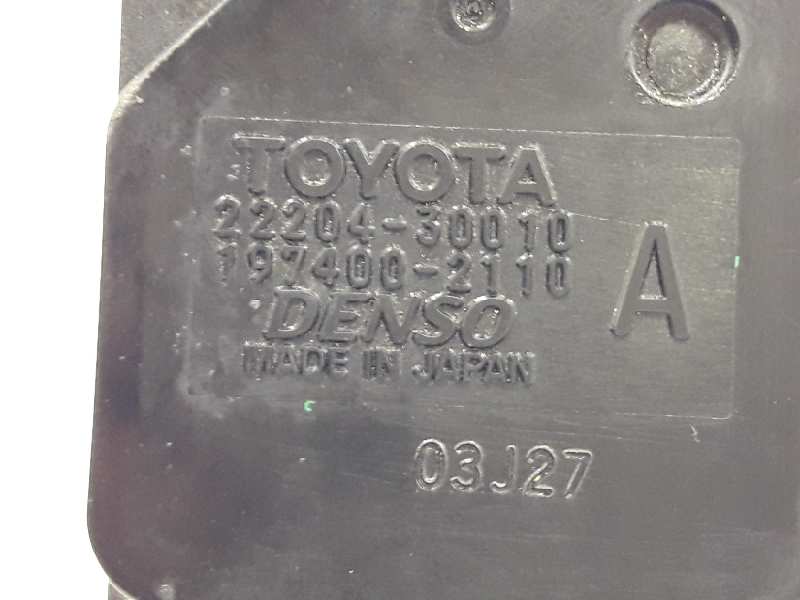 TOYOTA
22204-30010
197400-2110
A
DENSO
MADE IN JAPAN
03J27